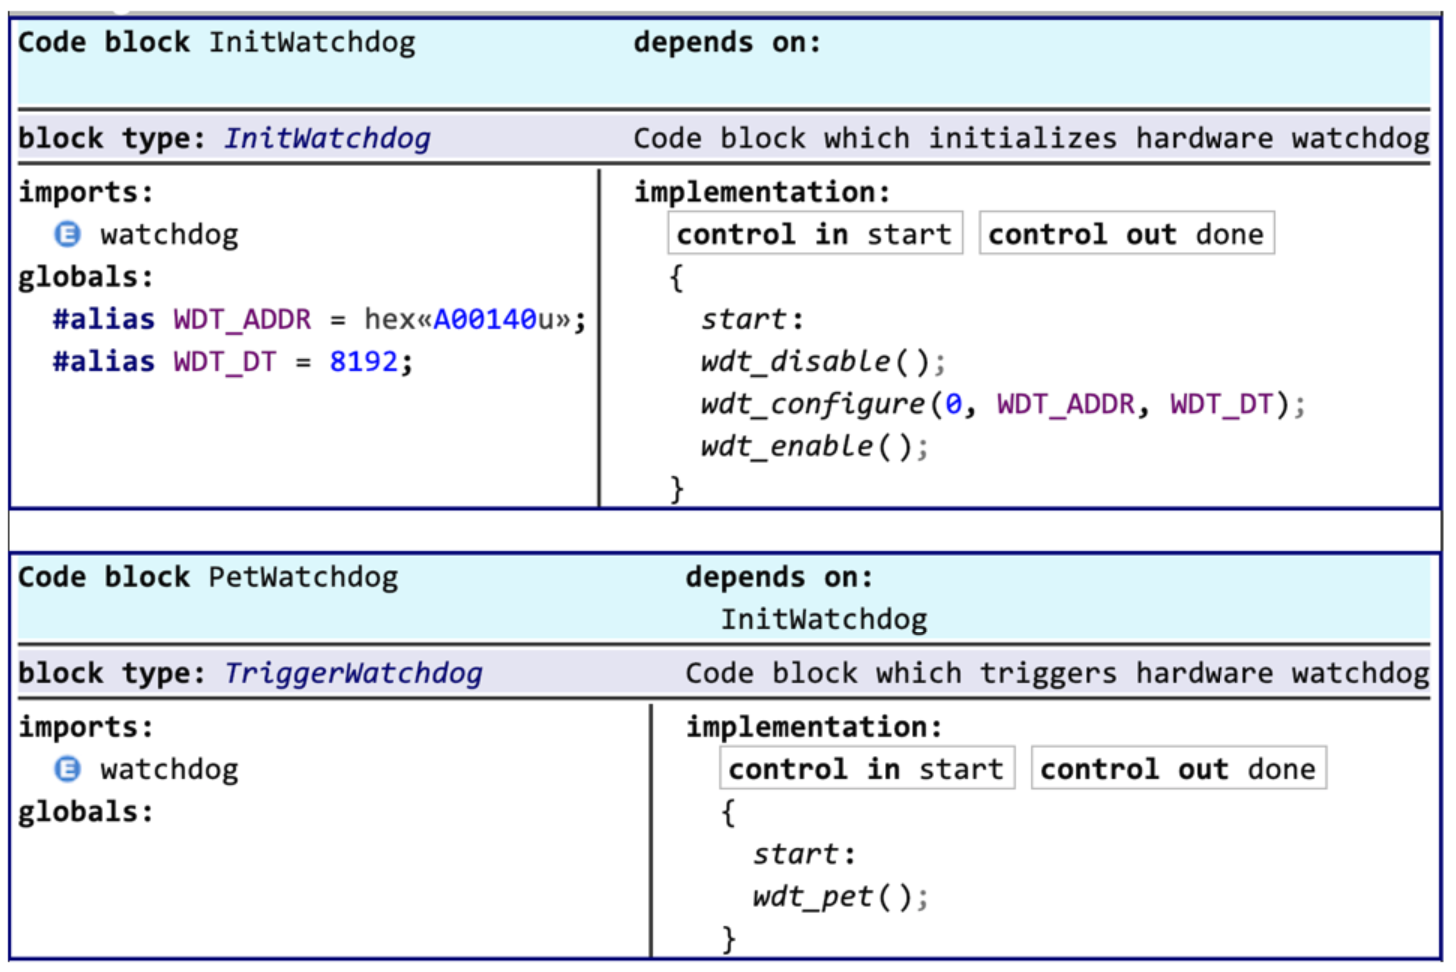 Code block InitWatchdog depends on:
block type: InitWatchdog Code block which initializes hardware watchdog
imports:
E watchdog
globals:
#alias WDT_ADDR = hex«A00140u»;
#alias WDT_DT = 8192;
implementation:
control in start control out done
{
start:
wdt_disable();
wdt_configure(0, WDT_ADDR, WDT_DT);
wdt_enable();
}
Code block PetWatchdog depends on:
InitWatchdog
block type: TriggerWatchdog Code block which triggers hardware watchdog
imports:
E watchdog
globals:
implementation:
control in start control out done
{
start:
wdt_pet();
}